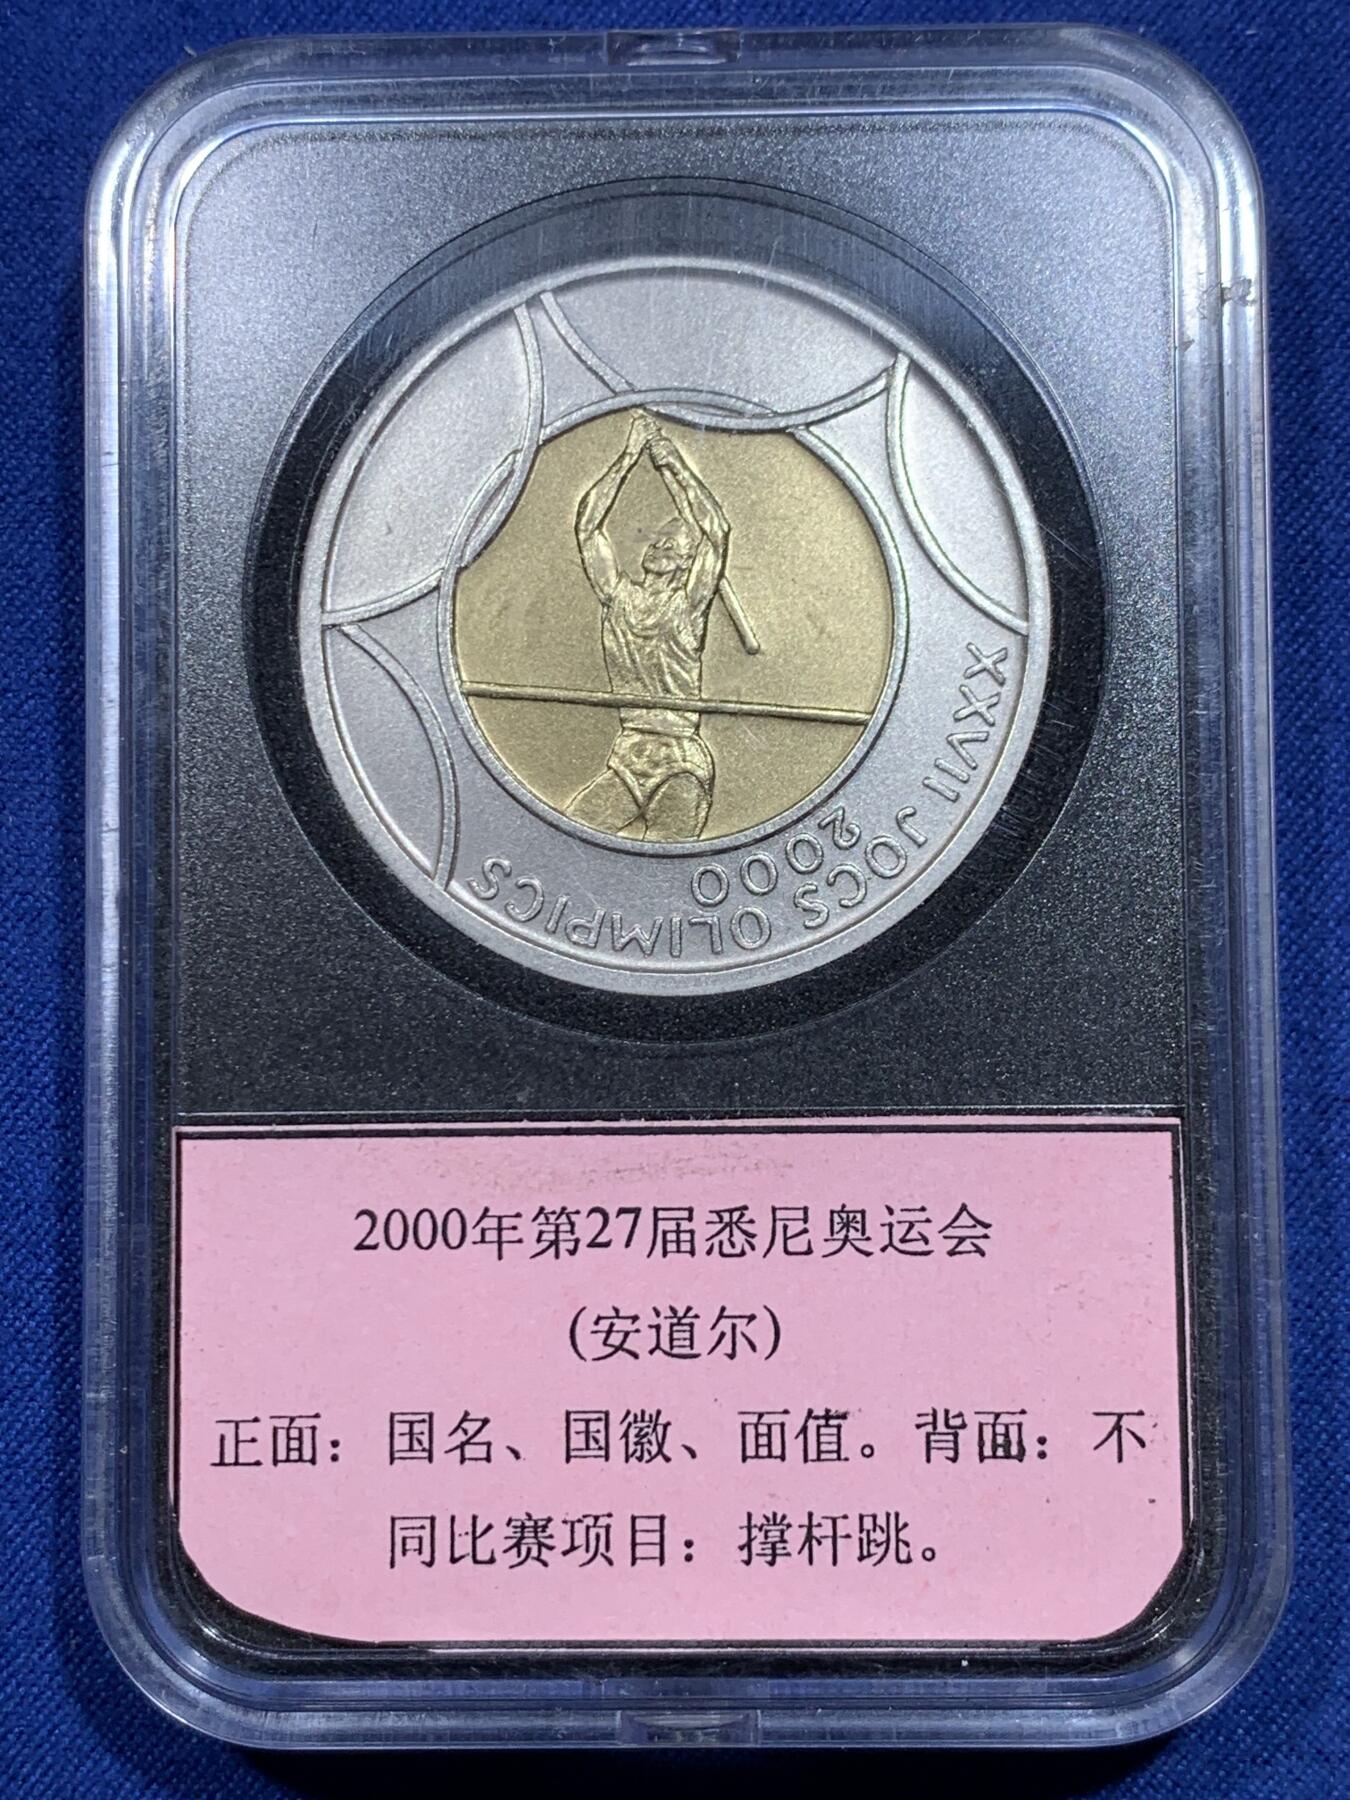 XXVII JOCS OLIMPICS
2000
2000年第27届悉尼奥运会
(安道尔)
正面：国名、国徽、面值。背面：不
同比赛项目：撑杆跳。